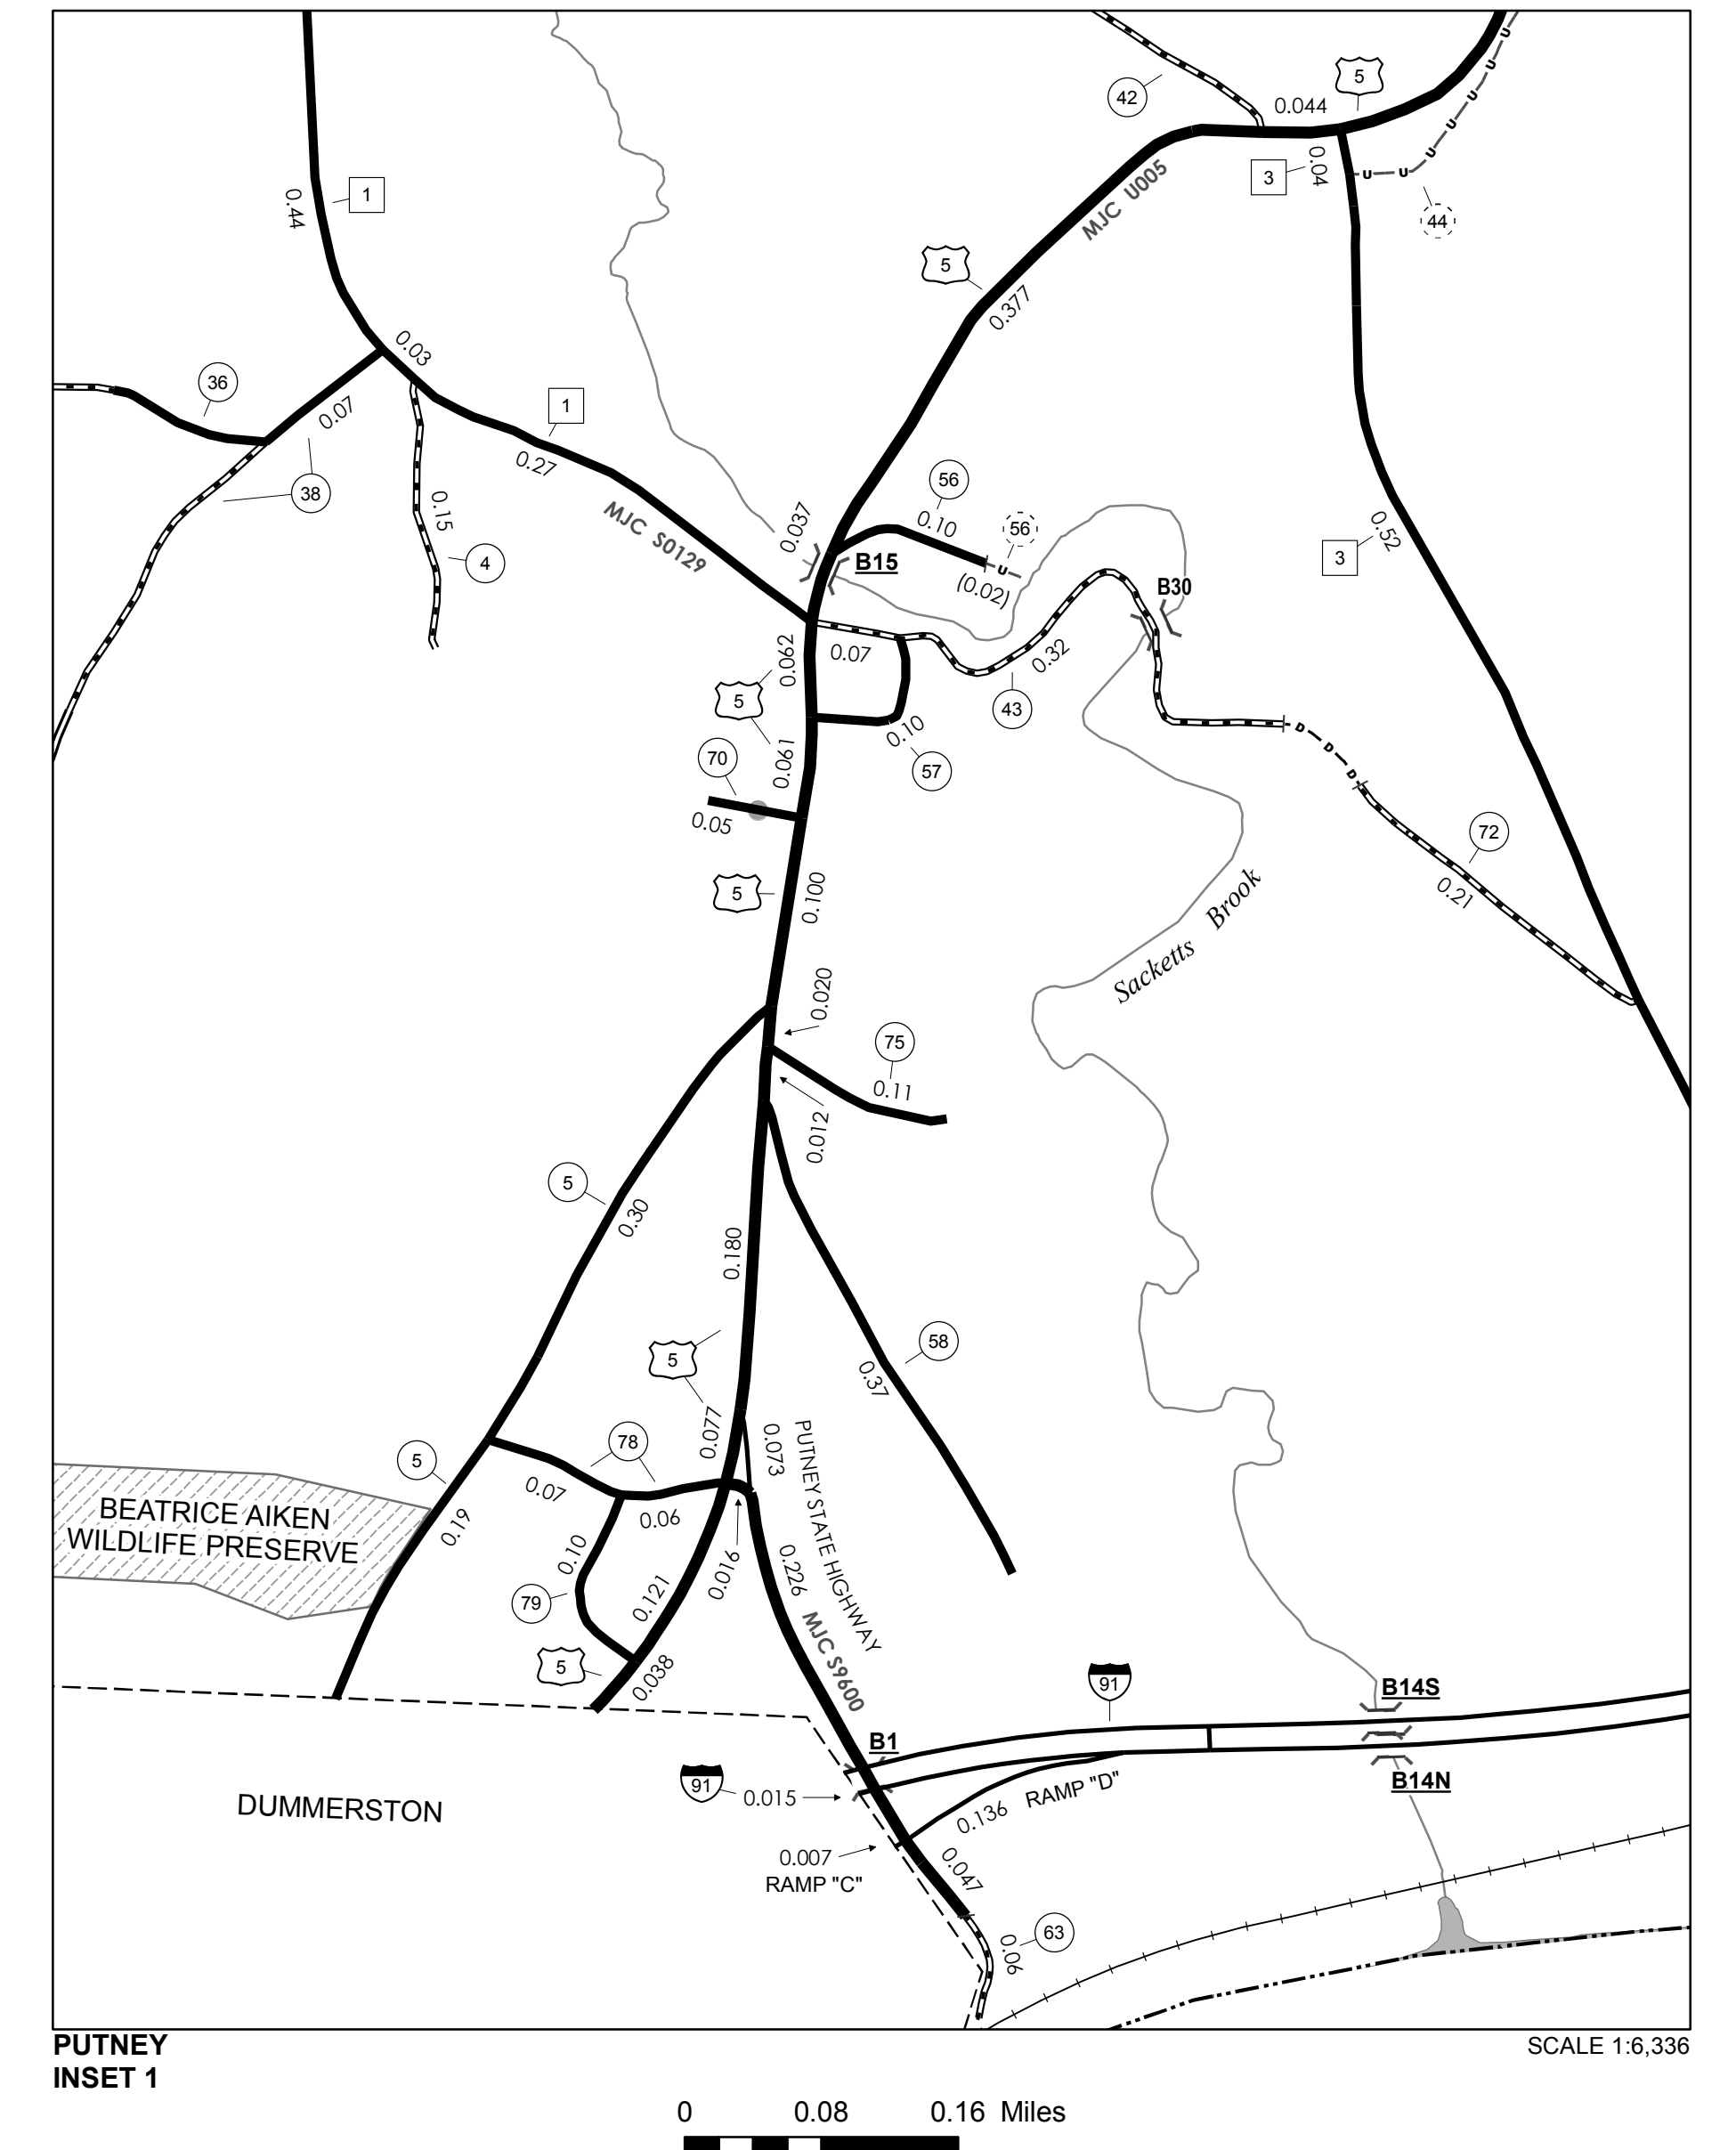 5
42
0.044
U
U
U
U
U
U
U
3
0.04
44
MJC U005
1
0.44
5
0.377
0.03
36
0.07
1
0.27
38
0.15
4
MJC S0129
0.037
56
0.10
56
U
(0.02)
B15
B30
3
0.52
0.062
0.07
0.32
43
5
0.061
0.10
57
70
0.05
D
D
D
72
0.21
5
0.100
Sacketts Brook
0.020
75
0.11
0.012
5
0.30
0.180
58
0.37
5
0.077
0.073
PUTNEY STATE HIGHWAY
78
5
0.07
0.06
0.19
BEATRICE AIKEN
WILDLIFE PRESERVE
0.10
79
0.121
0.016
0.226
MJC S9600
5
0.038
91
B14S
B1
91
0.015
B14N
RAMP "D"
0.136
DUMMERSTON
0.007
RAMP "C"
0.047
63
0.06
PUTNEY
INSET 1
SCALE 1:6,336
0 0.08 0.16 Miles